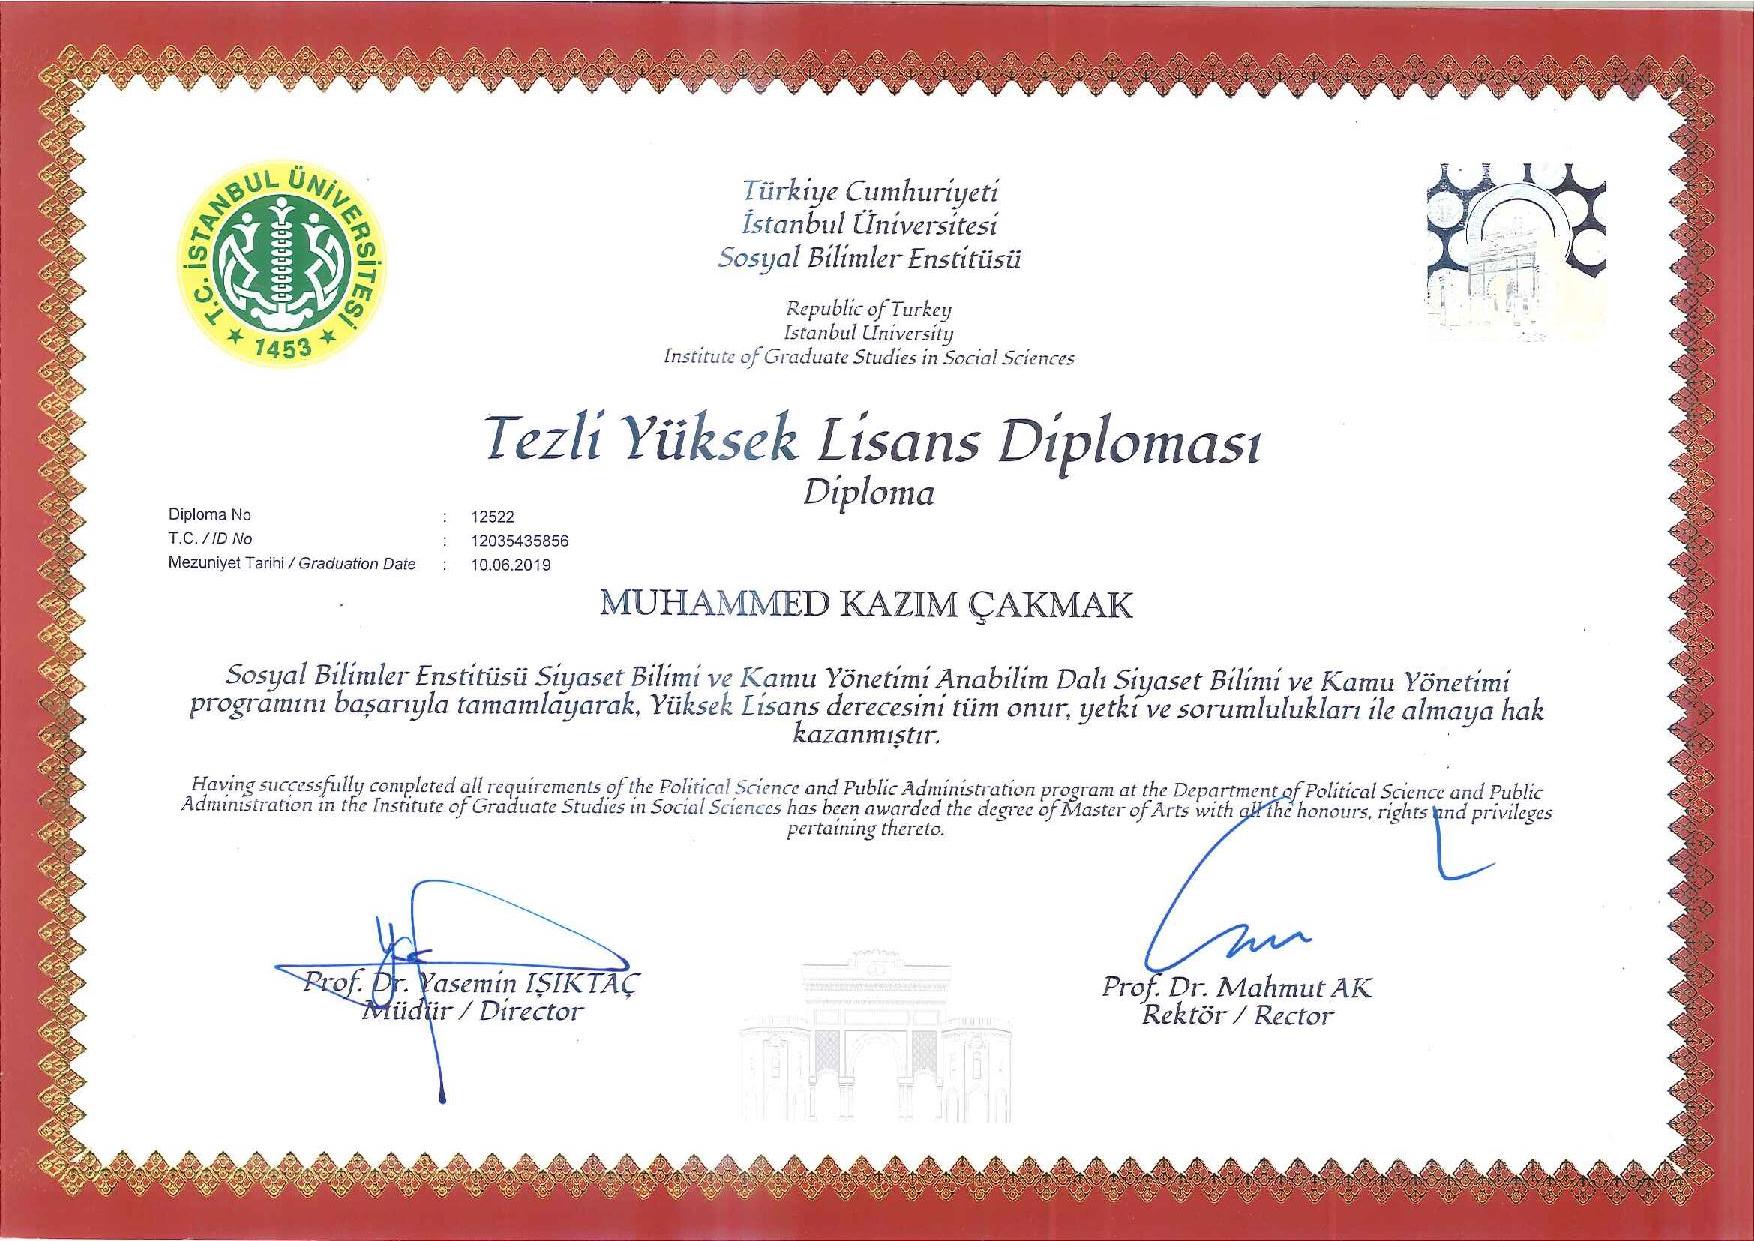 T.C. İSTANBUL ÜNİVERSİTESİ
1453
Türkiye Cumhuriyeti
İstanbul Üniversitesi
Sosyal Bilimler Enstitüsü
Republic of Turkey
Istanbul University
Institute of Graduate Studies in Social Sciences
Tezli Yüksek Lisans Diploması
Diploma
Diploma No : 12522
T.C. / ID No : 12035435856
Mezuniyet Tarihi / Graduation Date : 10.06.2019
MUHAMMED KAZIM ÇAKMAK
Sosyal Bilimler Enstitüsü Siyaset Bilimi ve Kamu Yönetimi Anabilim Dalı Siyaset Bilimi ve Kamu Yönetimi
programını başarıyla tamamlayarak, Yüksek Lisans derecesini tüm onur, yetki ve sorumlulukları ile almaya hak
kazanmıştır.
Having successfully completed all requirements of the Political Science and Public Administration program at the Department of Political Science and Public
Administration in the Institute of Graduate Studies in Social Sciences has been awarded the degree of Master of Arts with all the honours, rights and privileges
pertaining thereto.
Prof. Dr. Yasemin IŞIKTAÇ
Müdür / Director
Prof. Dr. Mahmut AK
Rektör / Rector